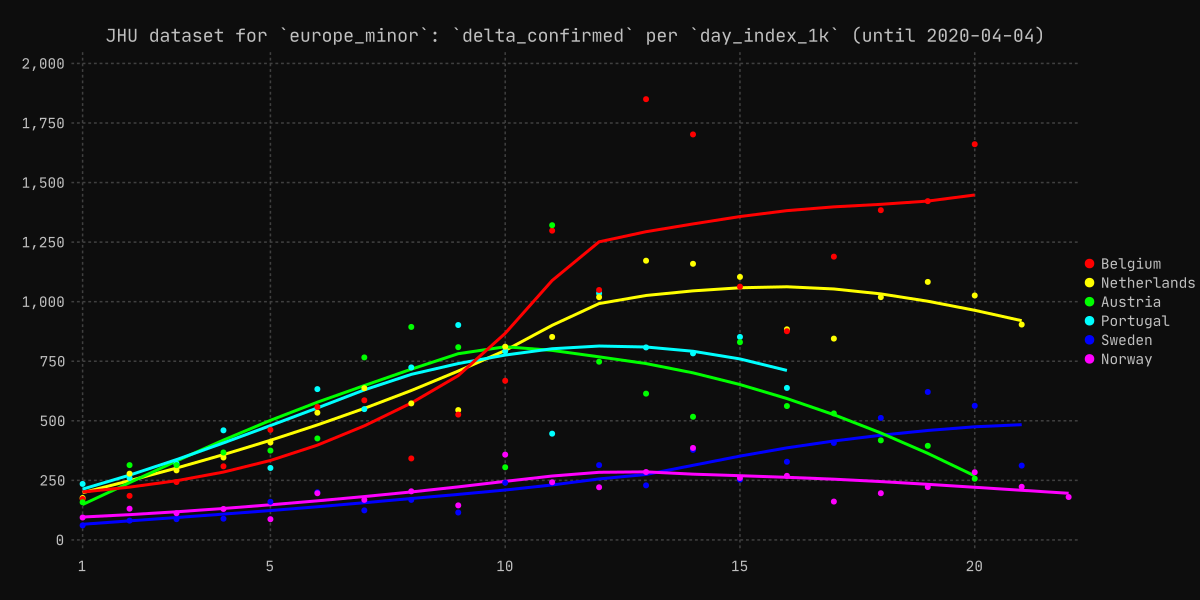 JHU dataset for `europe_minor`: `delta_confirmed` per `day_index_1k` (until 2020-04-04)
2,000
1,750
1,500
1,250
1,000
750
500
250
0
1 5 10 15 20
Belgium
Netherlands
Austria
Portugal
Sweden
Norway